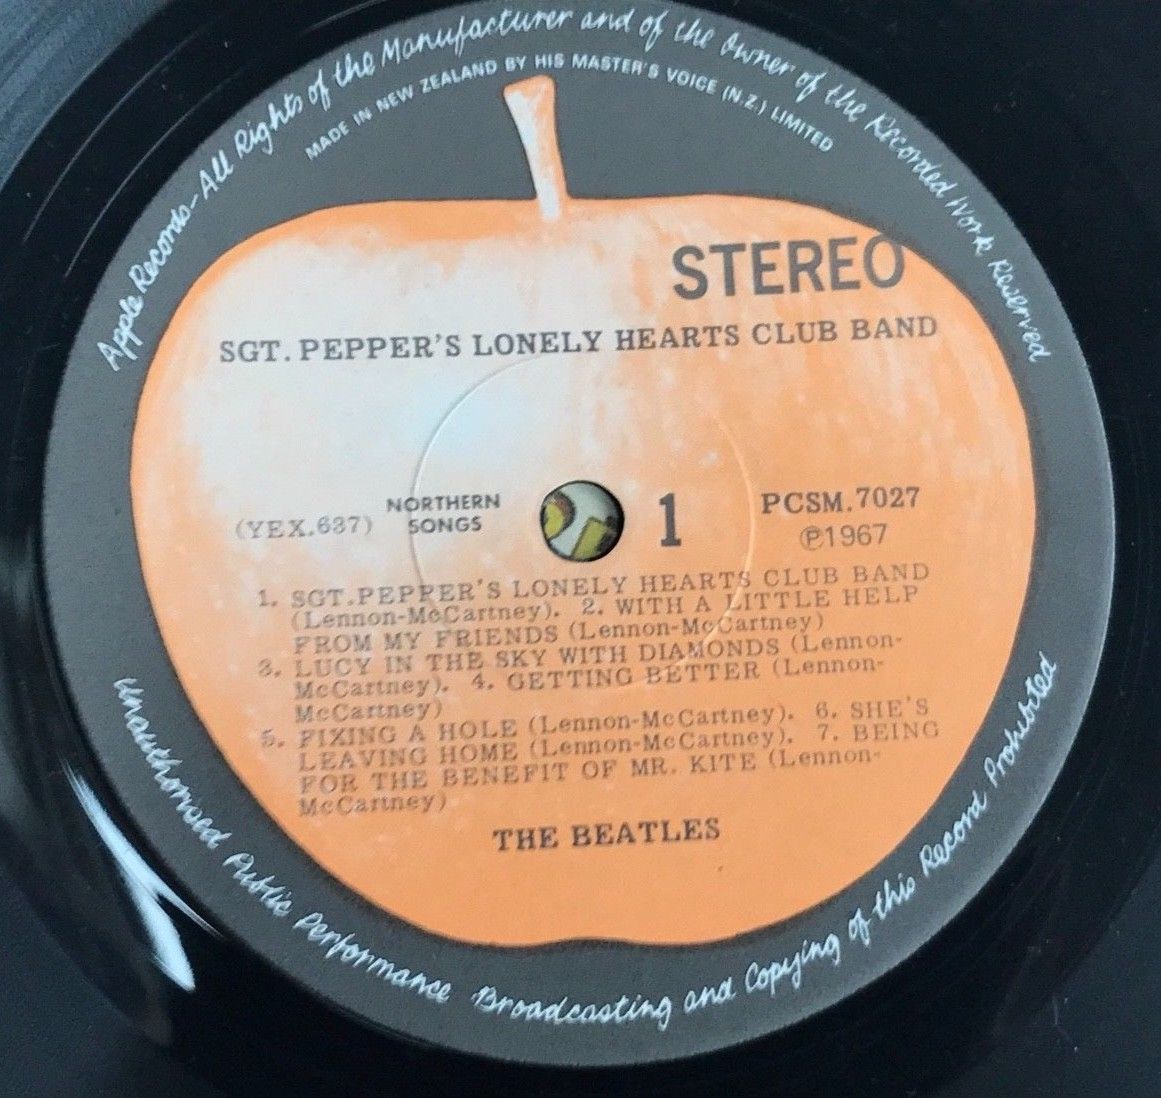 Apple Records-All Rights of the Manufacturer and of the Owner of the Recorded Work Reserved
MADE IN NEW ZEALAND BY HIS MASTER'S VOICE (N.Z.) LIMITED
STEREO
SGT. PEPPER'S LONELY HEARTS CLUB BAND
(YEX.637)
NORTHERN
SONGS
1
PCSM.7027
℗1967
1. SGT.PEPPER'S LONELY HEARTS CLUB BAND
(Lennon-McCartney). 2. WITH A LITTLE HELP
FROM MY FRIENDS (Lennon-McCartney)
3. LUCY IN THE SKY WITH DIAMONDS (Lennon-
McCartney). 4. GETTING BETTER (Lennon-
McCartney)
5. FIXING A HOLE (Lennon-McCartney). 6. SHE'S
LEAVING HOME (Lennon-McCartney). 7. BEING
FOR THE BENEFIT OF MR. KITE (Lennon-
McCartney)
THE BEATLES
Unauthorised Public Performance Broadcasting and Copying of this Record Prohibited